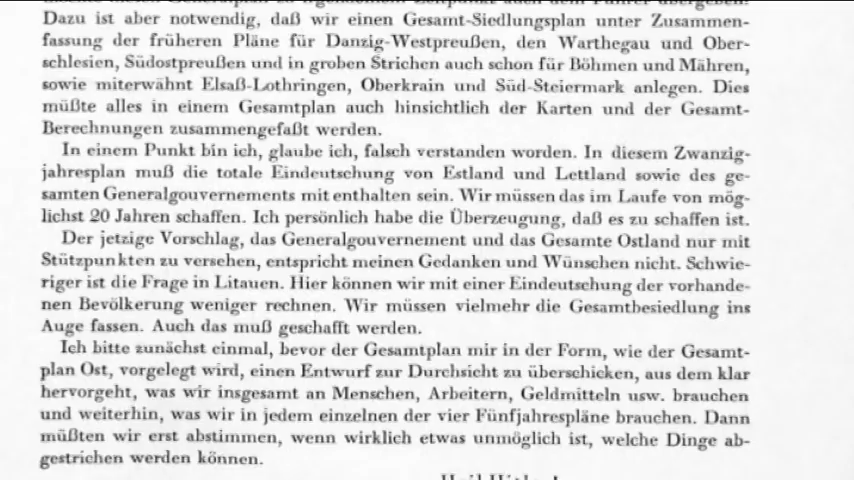 Dazu ist aber notwendig, daß wir einen Gesamt-Siedlungsplan unter Zusammen-
fassung der früheren Pläne für Danzig-Westpreußen, den Warthegau und Ober-
schlesien, Südostpreußen und in groben Strichen auch schon für Böhmen und Mähren,
sowie miterwähnt Elsaß-Lothringen, Oberkrain und Süd-Steiermark anlegen. Dies
müßte alles in einem Gesamtplan auch hinsichtlich der Karten und der Gesamt-
Berechnungen zusammengefaßt werden.
In einem Punkt bin ich, glaube ich, falsch verstanden worden. In diesem Zwanzig-
jahresplan muß die totale Eindeutschung von Estland und Lettland sowie des ge-
samten Generalgouvernements mit enthalten sein. Wir müssen das im Laufe von mög-
lichst 20 Jahren schaffen. Ich persönlich habe die Überzeugung, daß es zu schaffen ist.
Der jetzige Vorschlag, das Generalgouvernement und das Gesamte Ostland nur mit
Stützpunkten zu versehen, entspricht meinen Gedanken und Wünschen nicht. Schwie-
riger ist die Frage in Litauen. Hier können wir mit einer Eindeutschung der vorhande-
nen Bevölkerung weniger rechnen. Wir müssen vielmehr die Gesamtbesiedlung ins
Auge fassen. Auch das muß geschafft werden.
Ich bitte zunächst einmal, bevor der Gesamtplan mir in der Form, wie der Gesamt-
plan Ost, vorgelegt wird, einen Entwurf zur Durchsicht zu überschicken, aus dem klar
hervorgeht, was wir insgesamt an Menschen, Arbeitern, Geldmitteln usw. brauchen
und weiterhin, was wir in jedem einzelnen der vier Fünfjahrespläne brauchen. Dann
müßten wir erst abstimmen, wenn wirklich etwas unmöglich ist, welche Dinge ab-
gestrichen werden können.